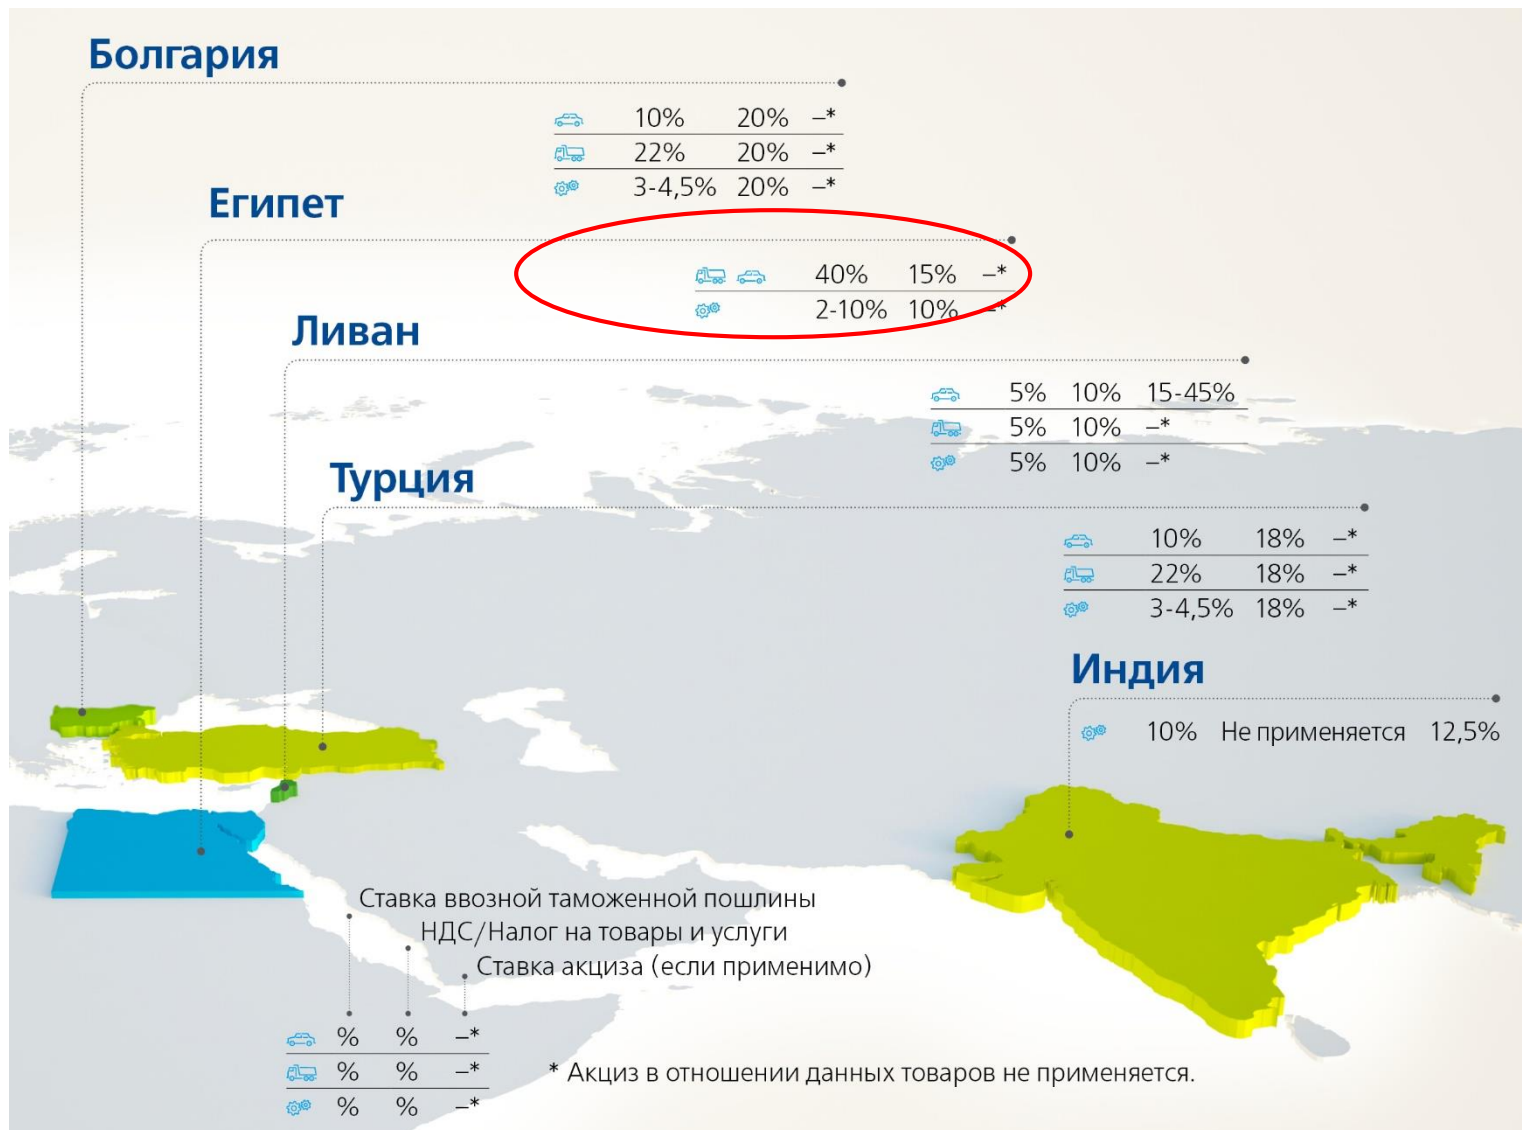 Болгария
10% 20% –*
22% 20% –*
3-4,5% 20% –*
Египет
40% 15% –*
2-10% 10% –*
Ливан
5% 10% 15-45%
5% 10% –*
5% 10% –*
Турция
10% 18% –*
22% 18% –*
3-4,5% 18% –*
Индия
10% Не применяется 12,5%
Ставка ввозной таможенной пошлины
НДС/Налог на товары и услуги
Ставка акциза (если применимо)
% % –*
% % –*
% % –*
* Акциз в отношении данных товаров не применяется.